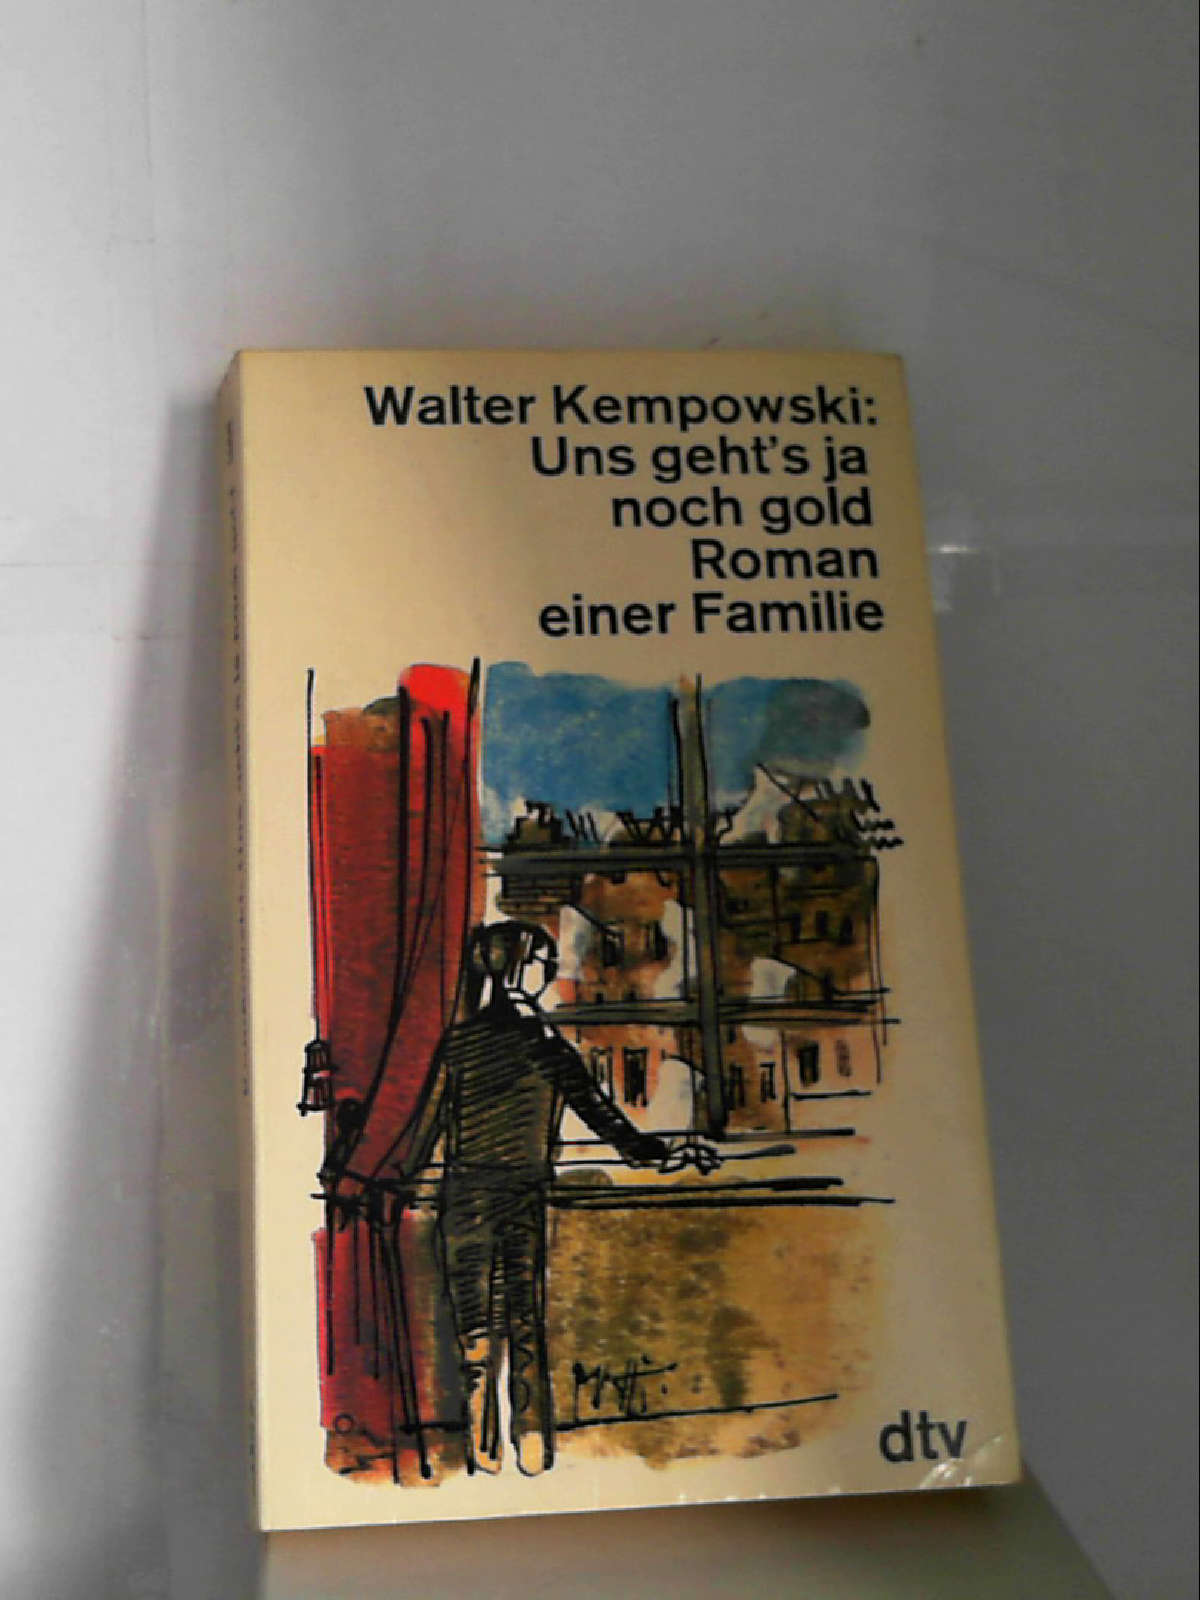 Walter Kempowski:
Uns geht's ja
noch gold
Roman
einer Familie
dtv